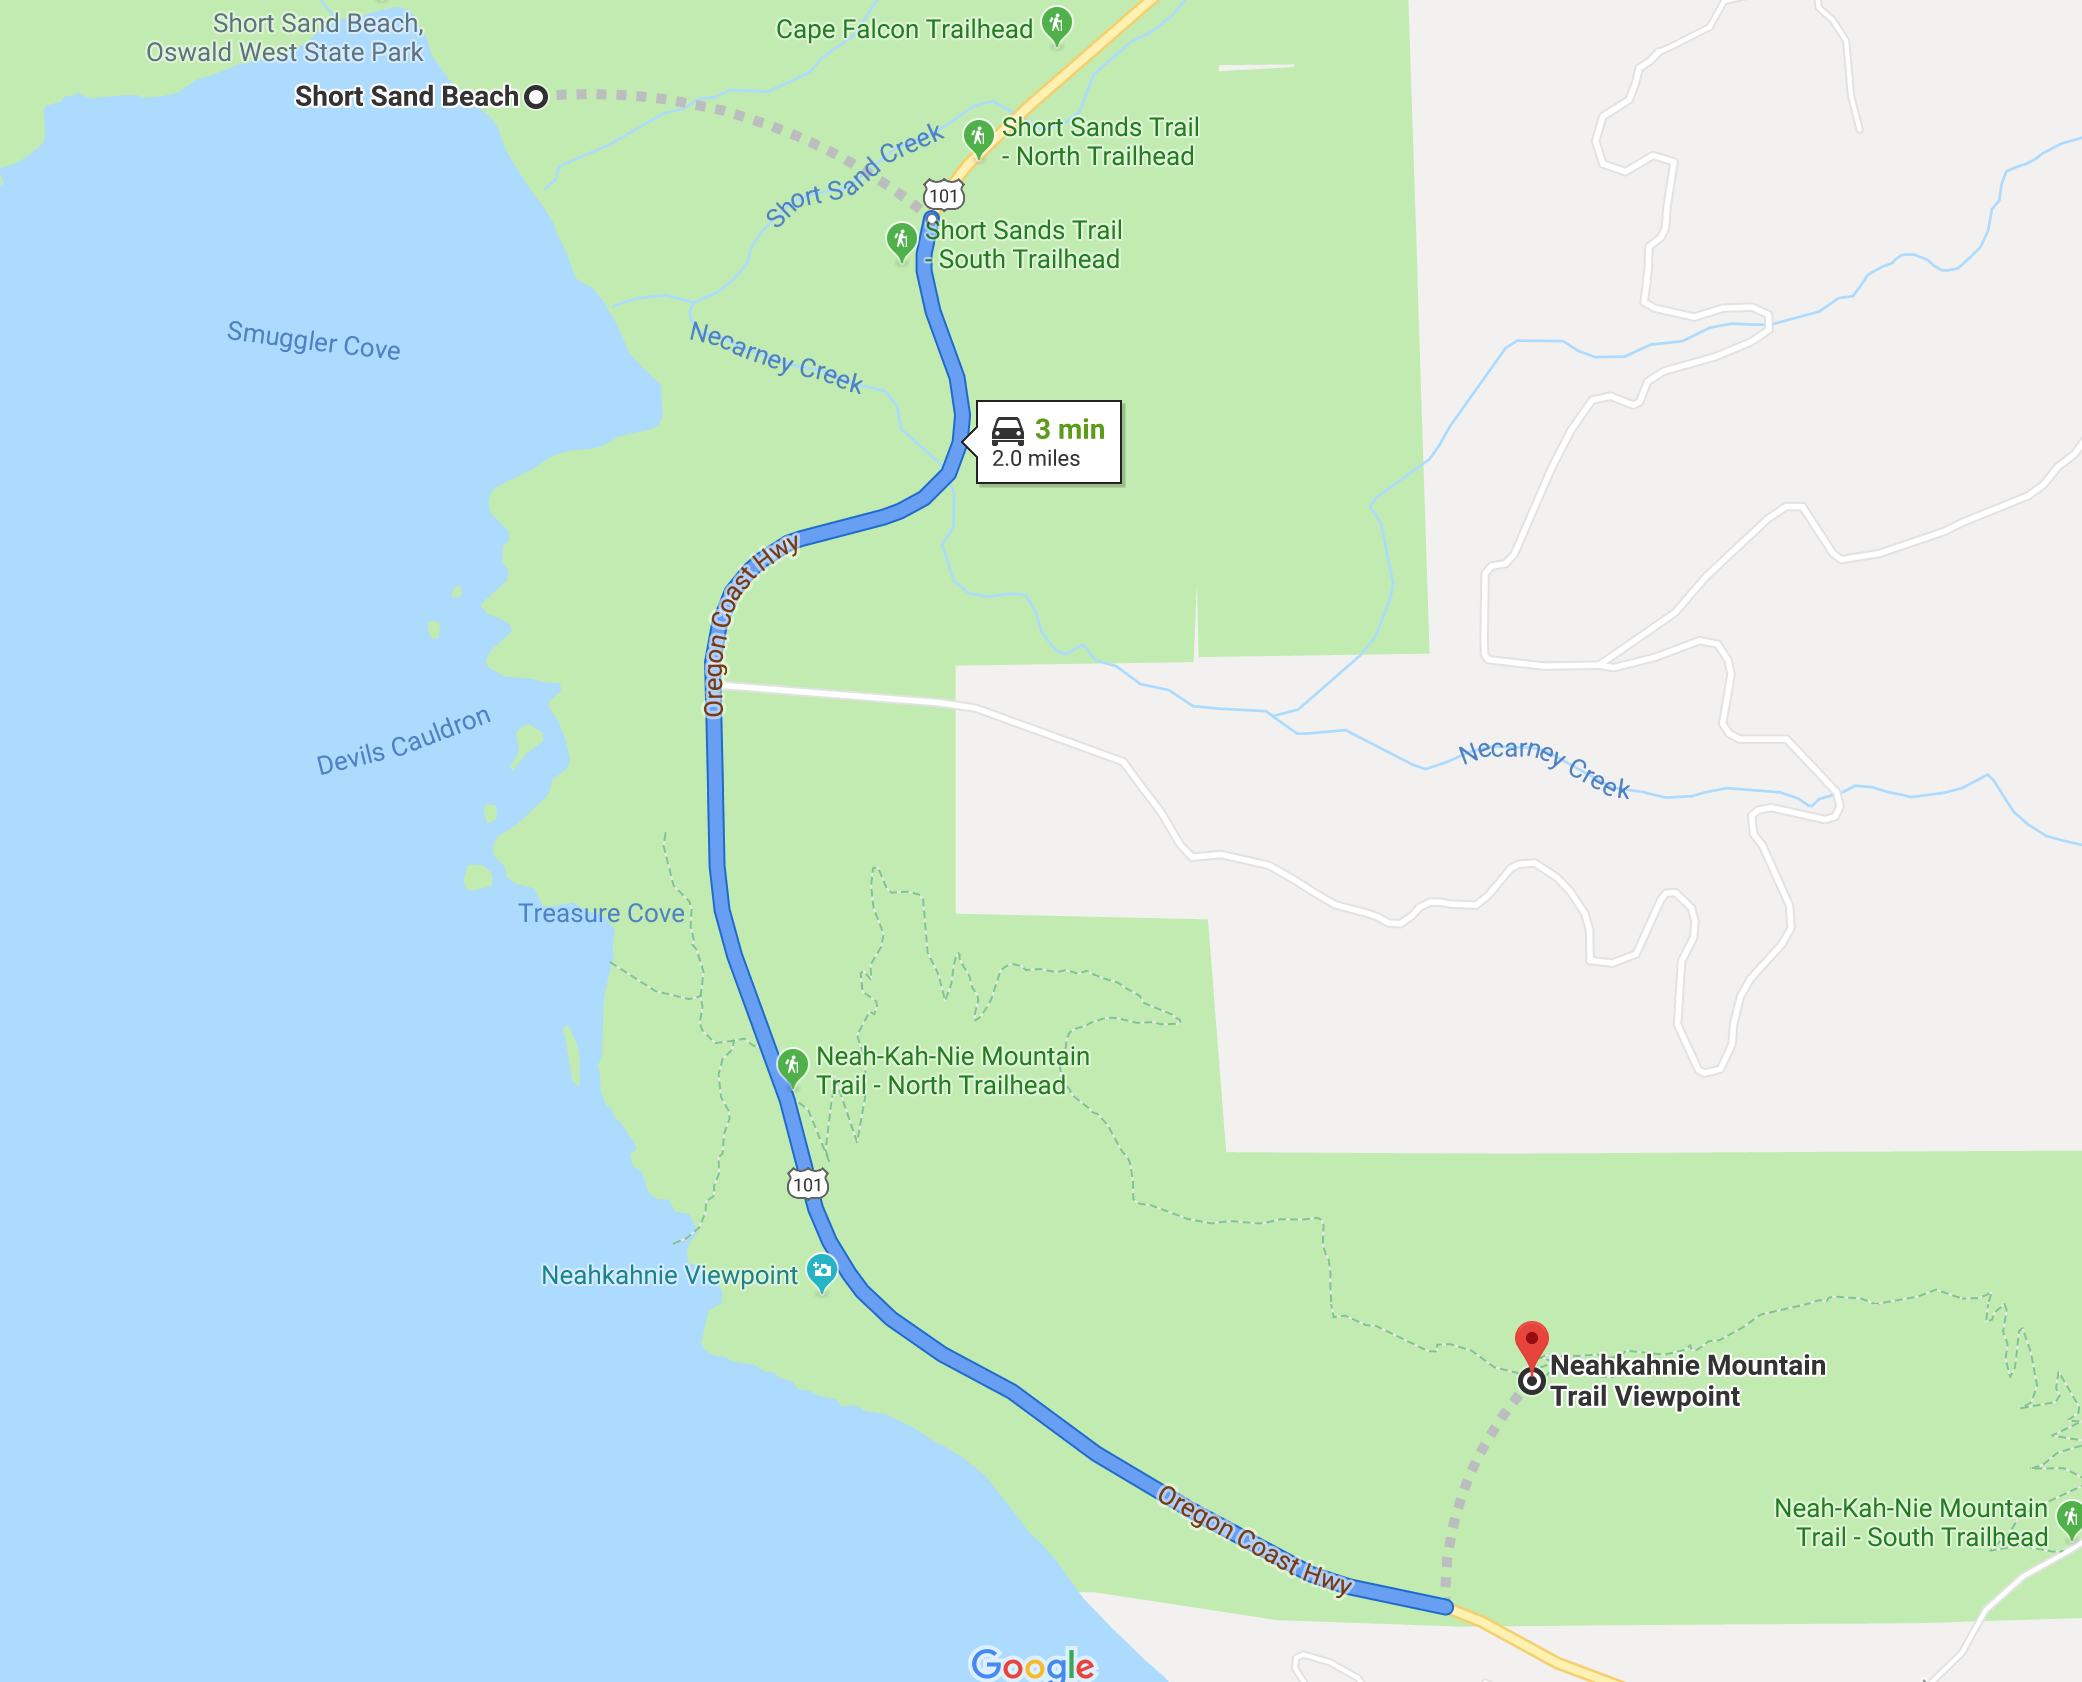 Short Sand Beach,
Oswald West State Park
Cape Falcon Trailhead
Short Sand Beach
Short Sands Trail
- North Trailhead
Short Sand Creek
101
Short Sands Trail
- South Trailhead
Smuggler Cove
Necarney Creek
3 min
2.0 miles
Oregon Coast Hwy
Devils Cauldron
Necarney Creek
Treasure Cove
Neah-Kah-Nie Mountain
Trail - North Trailhead
101
Neahkahnie Viewpoint
Neahkahnie Mountain
Trail Viewpoint
Oregon Coast Hwy
Neah-Kah-Nie Mountain
Trail - South Trailhead
Google